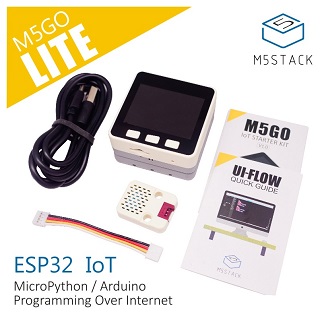 M5GO
LITE
M5STACK
M5GO
IoT STARTER KIT
UI-FLOW
QUICK GUIDE
ESP32 IoT
MicroPython / Arduino
Programming Over Internet